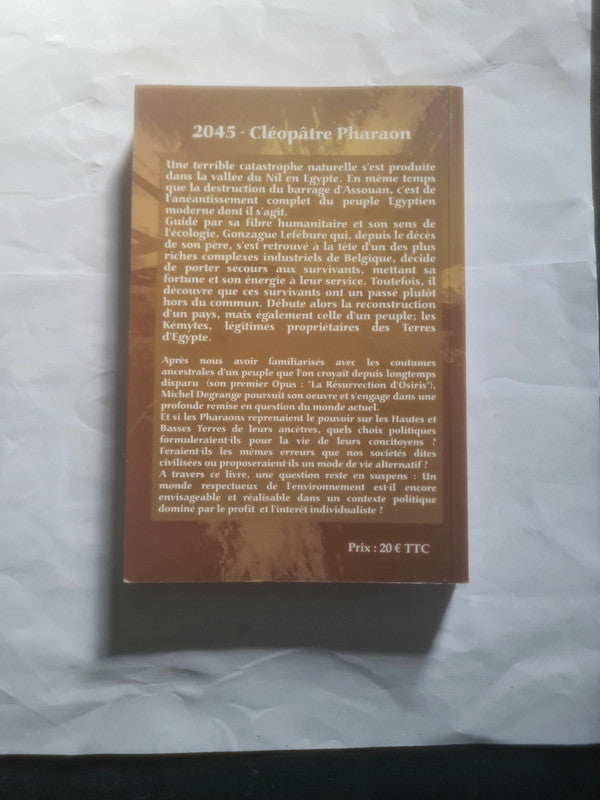 2045 - Cléopâtre Pharaon
Une terrible catastrophe naturelle s'est produite
dans la vallée du Nil en Egypte. En même temps
que la destruction du barrage d'Assouan, c'est de
l'anéantissement complet du peuple Egyptien
moderne dont il s'agit.
Guidé par sa fibre humanitaire et son sens de
l'écologie, Gonzague Lefébure qui, depuis le décès
de son père, s'est retrouvé à la tête d'un des plus
riches complexes industriels de Belgique, décide
de porter secours aux survivants, mettant sa
fortune et son énergie à leur service. Toutefois, il
découvre que ces survivants ont un passé plutôt
hors du commun. Débute alors la reconstruction
d'un pays, mais également celle d'un peuple; les
Kémytes, légitimes propriétaires des Terres
d'Egypte.
Après nous avoir familiarisés avec les coutumes
ancestrales d'un peuple que l'on croyait depuis longtemps
disparu (son premier Opus : "La Résurrection d'Osiris"),
Michel Degrange poursuit son oeuvre et s'engage dans une
profonde remise en question du monde actuel.
Et si les Pharaons reprenaient le pouvoir sur les Hautes et
Basses Terres de leurs ancètres, quels choix politiques
formuleraient-ils pour la vie de leurs concitoyens ?
Feraient-ils les mêmes erreurs que nos sociétés dites
civilisées ou proposeraient-ils un mode de vie alternatif ?
A travers ce livre, une question reste en suspens : Un
monde respectueux de l'environnement est-il encore
envisageable et réalisable dans un contexte politique
dominé par le profit et l'interêt individualiste ?
Prix : 20 € TTC